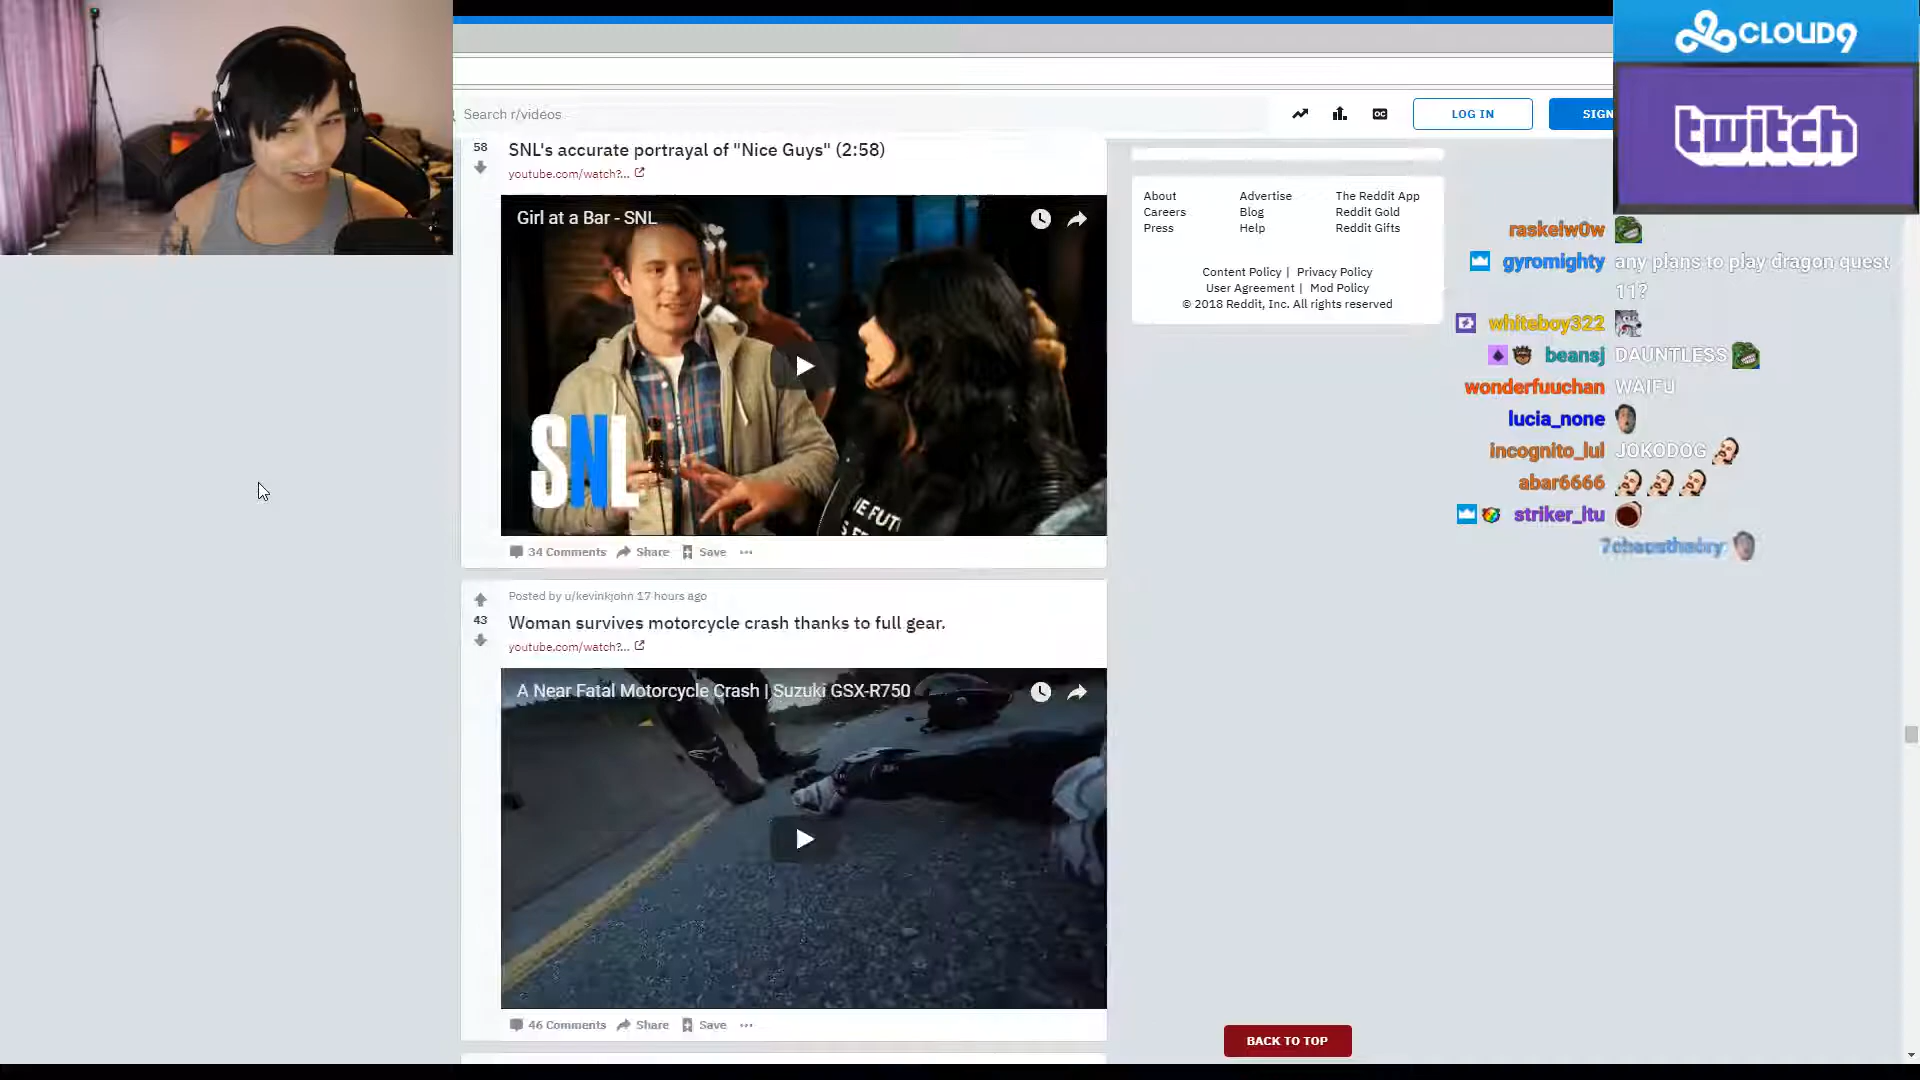 CLOUD9
twitch
Search r/videos
LOG IN
SIGN
58
SNL's accurate portrayal of "Nice Guys" (2:58)
youtube.com/watch?...
Girl at a Bar - SNL
SNL
34 Comments
Share
Save
Posted by u/kevinkjohn 17 hours ago
43
Woman survives motorcycle crash thanks to full gear.
youtube.com/watch?...
A Near Fatal Motorcycle Crash | Suzuki GSX-R750
46 Comments
Share
Save
About Advertise The Reddit App
Careers Blog Reddit Gold
Press Help Reddit Gifts
Content Policy | Privacy Policy
User Agreement | Mod Policy
© 2018 Reddit, Inc. All rights reserved
BACK TO TOP
raskeiw0w
gyromighty any plans to play dragon quest
11?
whiteboy322
beansj DAUNTLESS
wonderfuuchan WAIFU
lucia_none
incognito_lul JOKODOG
abar6666
striker_ltu